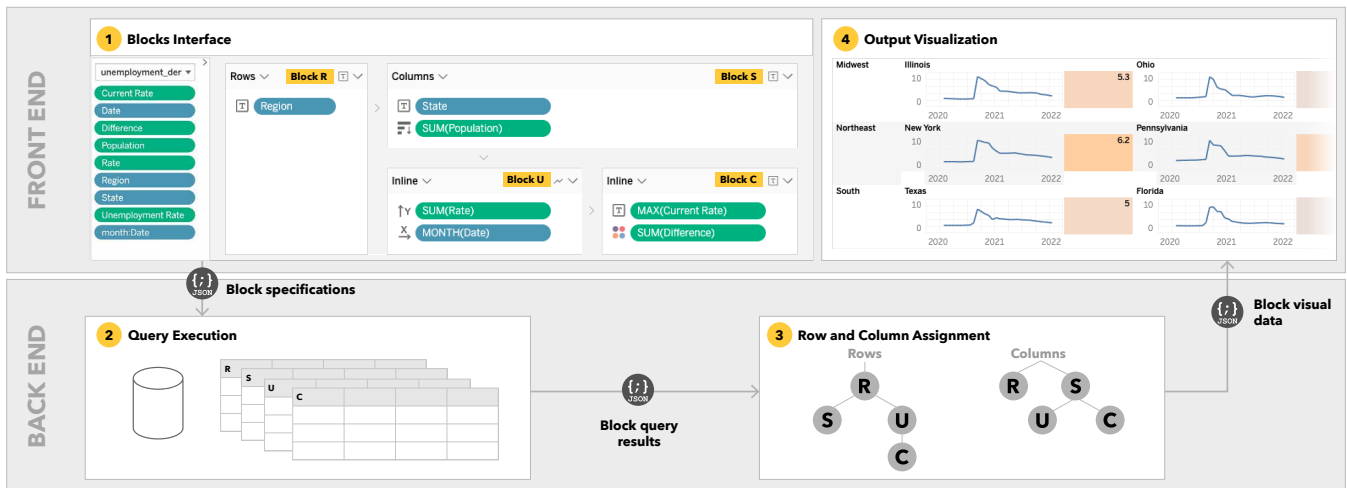 FRONT END
1 Blocks Interface
unemployment_der
Current Rate
Date
Difference
Population
Rate
Region
State
Unemployment Rate
month:Date
Rows Block R T
T Region
Columns Block S T
T State
SUM(Population)
Inline Block U
Y SUM(Rate)
X MONTH(Date)
Inline Block C T
T MAX(Current Rate)
SUM(Difference)
4 Output Visualization
Midwest Illinois Ohio
10 5.3 10
0 0
2020 2021 2022 2020 2021 2022
Northeast New York Pennsylvania
10 6.2 10
0 0
2020 2021 2022 2020 2021 2022
South Texas Florida
10 5 10
0 0
2020 2021 2022 2020 2021 2022
{;}
JSON
Block specifications
BACK END
2 Query Execution
R
S
U
C
{;}
JSON
Block query
results
3 Row and Column Assignment
Rows Columns
R R S
S U U C
C
{;}
JSON
Block visual
data